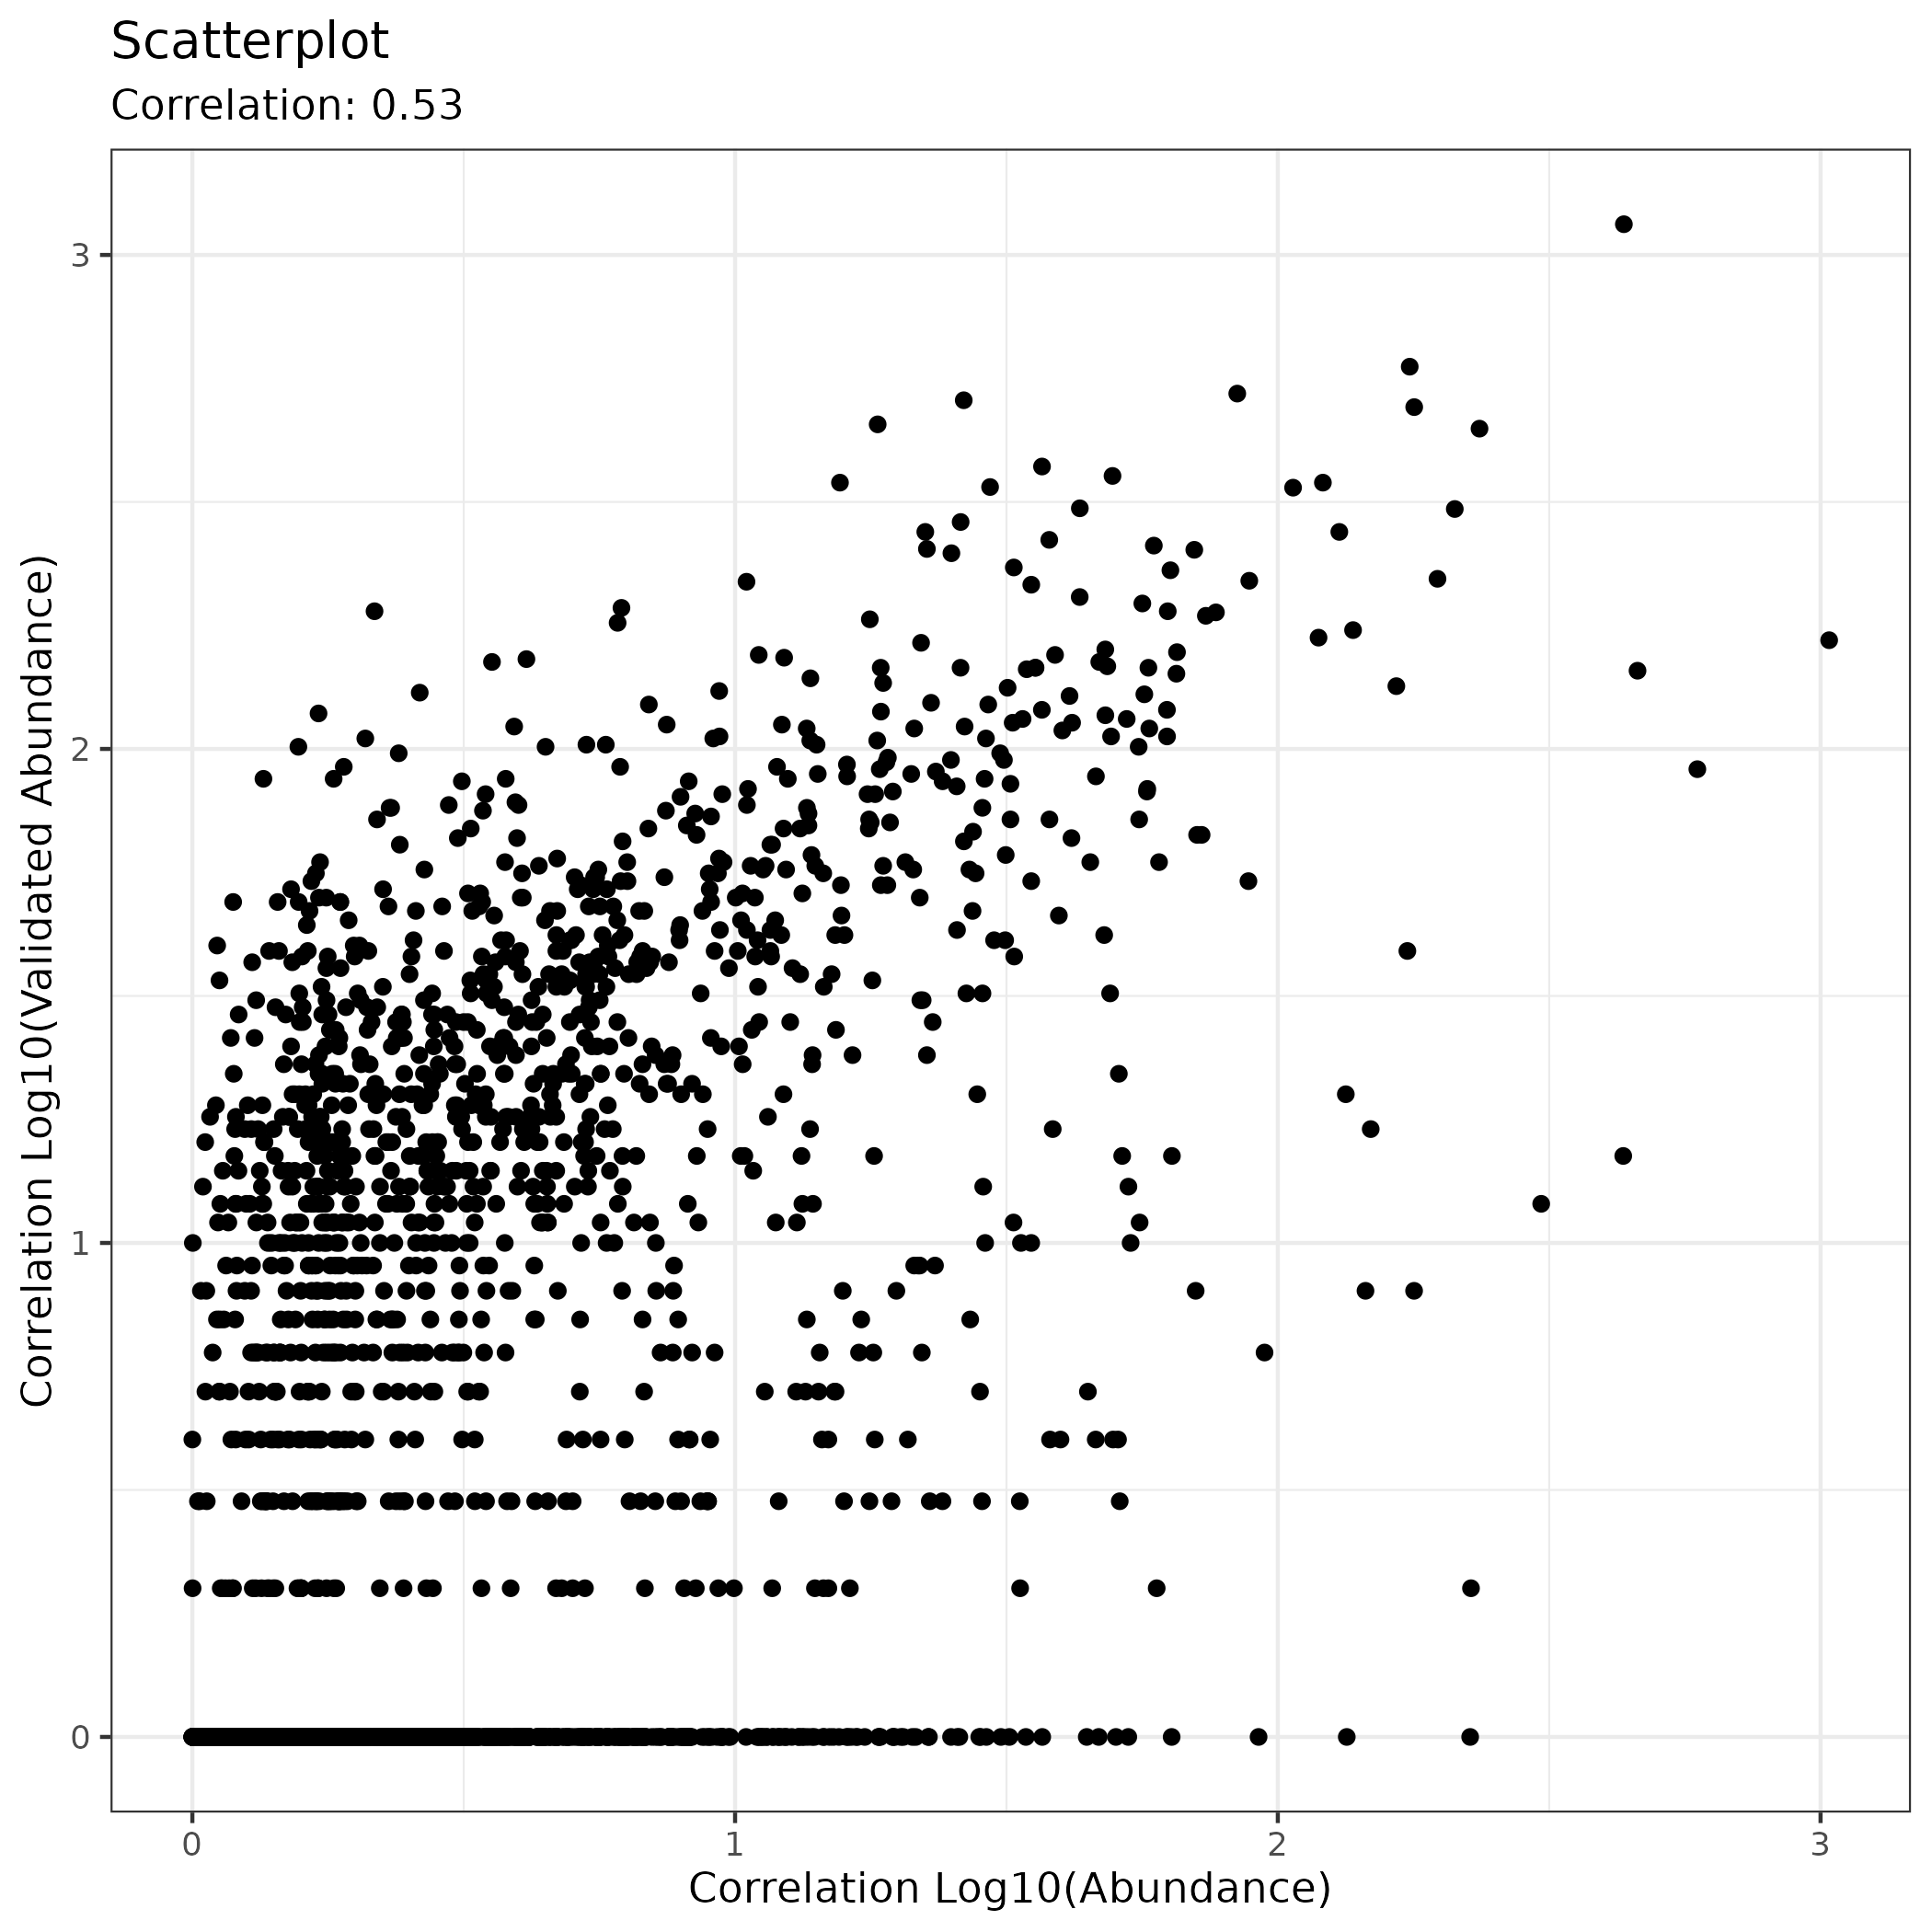 Scatterplot
Correlation: 0.53
Correlation Log10(Validated Abundance)
3
2
1
0
0 1 2 3
Correlation Log10(Abundance)